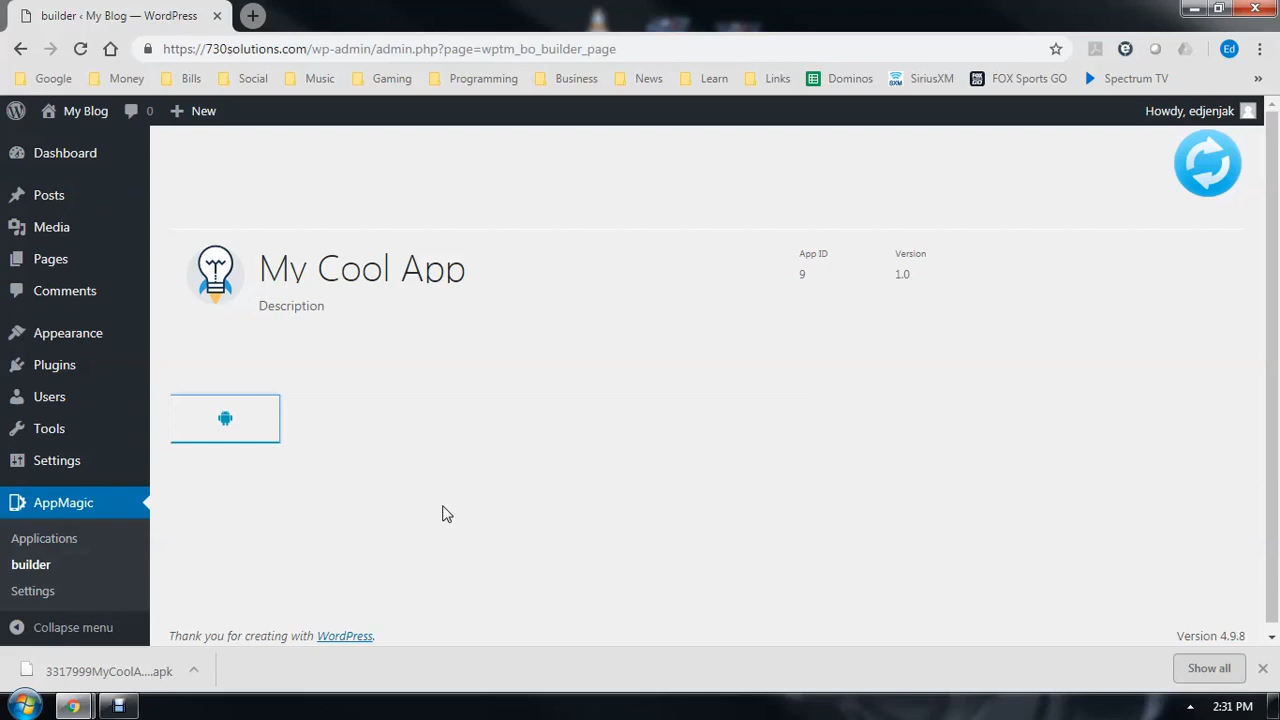 builder ‹ My Blog — WordPress
https://730solutions.com/wp-admin/admin.php?page=wptm_bo_builder_page
Ed
Google Money Bills Social Music Gaming Programming Business News Learn Links Dominos SiriusXM FOX Sports GO Spectrum TV »
My Blog 0 New Howdy, edjenjak
Dashboard
Posts
Media
Pages
Comments
Appearance
Plugins
Users
Tools
Settings
AppMagic
Applications
builder
Settings
Collapse menu
My Cool App
Description
App ID
9
Version
1.0
Thank you for creating with WordPress.
Version 4.9.8
3317999MyCoolA....apk
Show all
2:31 PM